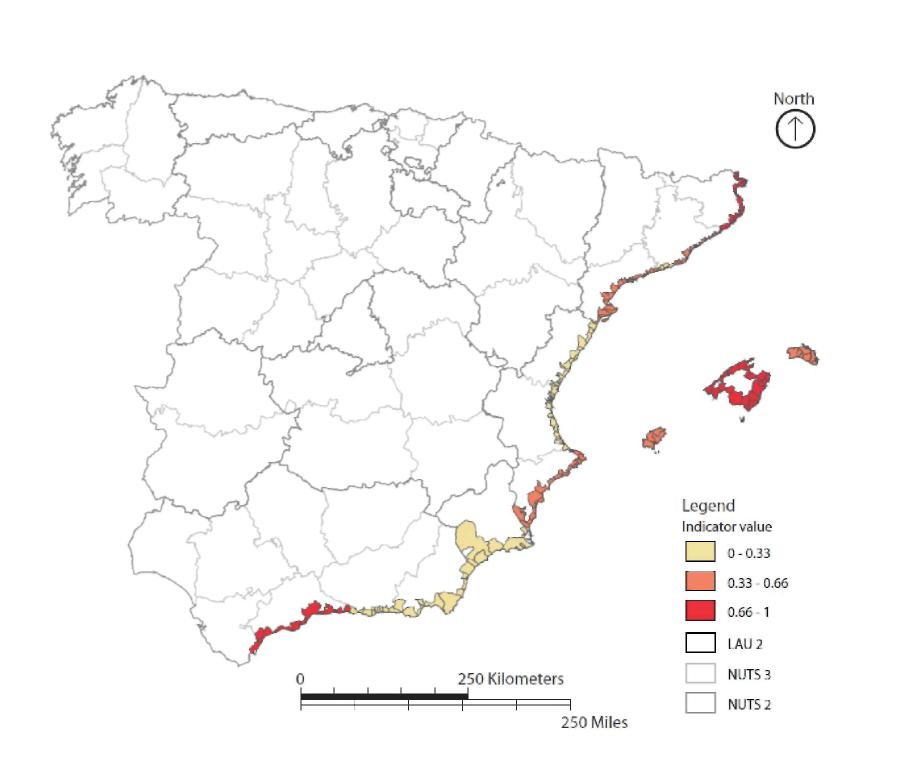 North
Legend
Indicator value
0 - 0.33
0.33 - 0.66
0.66 - 1
LAU 2
NUTS 3
NUTS 2
0
250 Kilometers
250 Miles